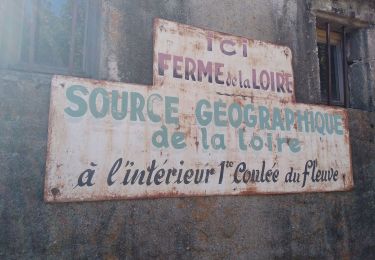 ICI
FERME de la LOIRE
SOURCE GÉOGRAPHIQUE
de la Loire
à l'intérieur 1re Coulée du fleuve